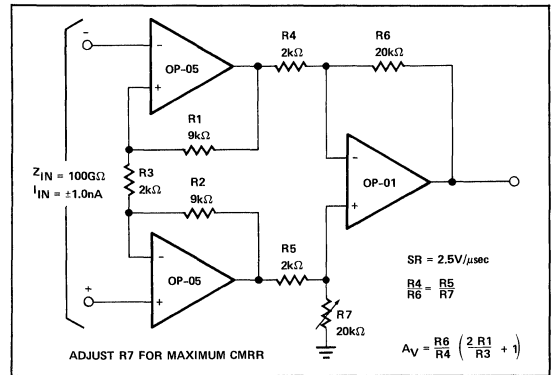 −
−
OP-05
+
R4
2kΩ
R6
20kΩ
R1
9kΩ
Z_IN = 100GΩ
I_IN = ±1.0nA
R3
2kΩ
R2
9kΩ
−
OP-01
+
−
OP-05
+
+
R5
2kΩ
R7
20kΩ
SR = 2.5V/μsec
R4/R6 = R5/R7
A_V = R6/R4 (2 R1/R3 + 1)
ADJUST R7 FOR MAXIMUM CMRR